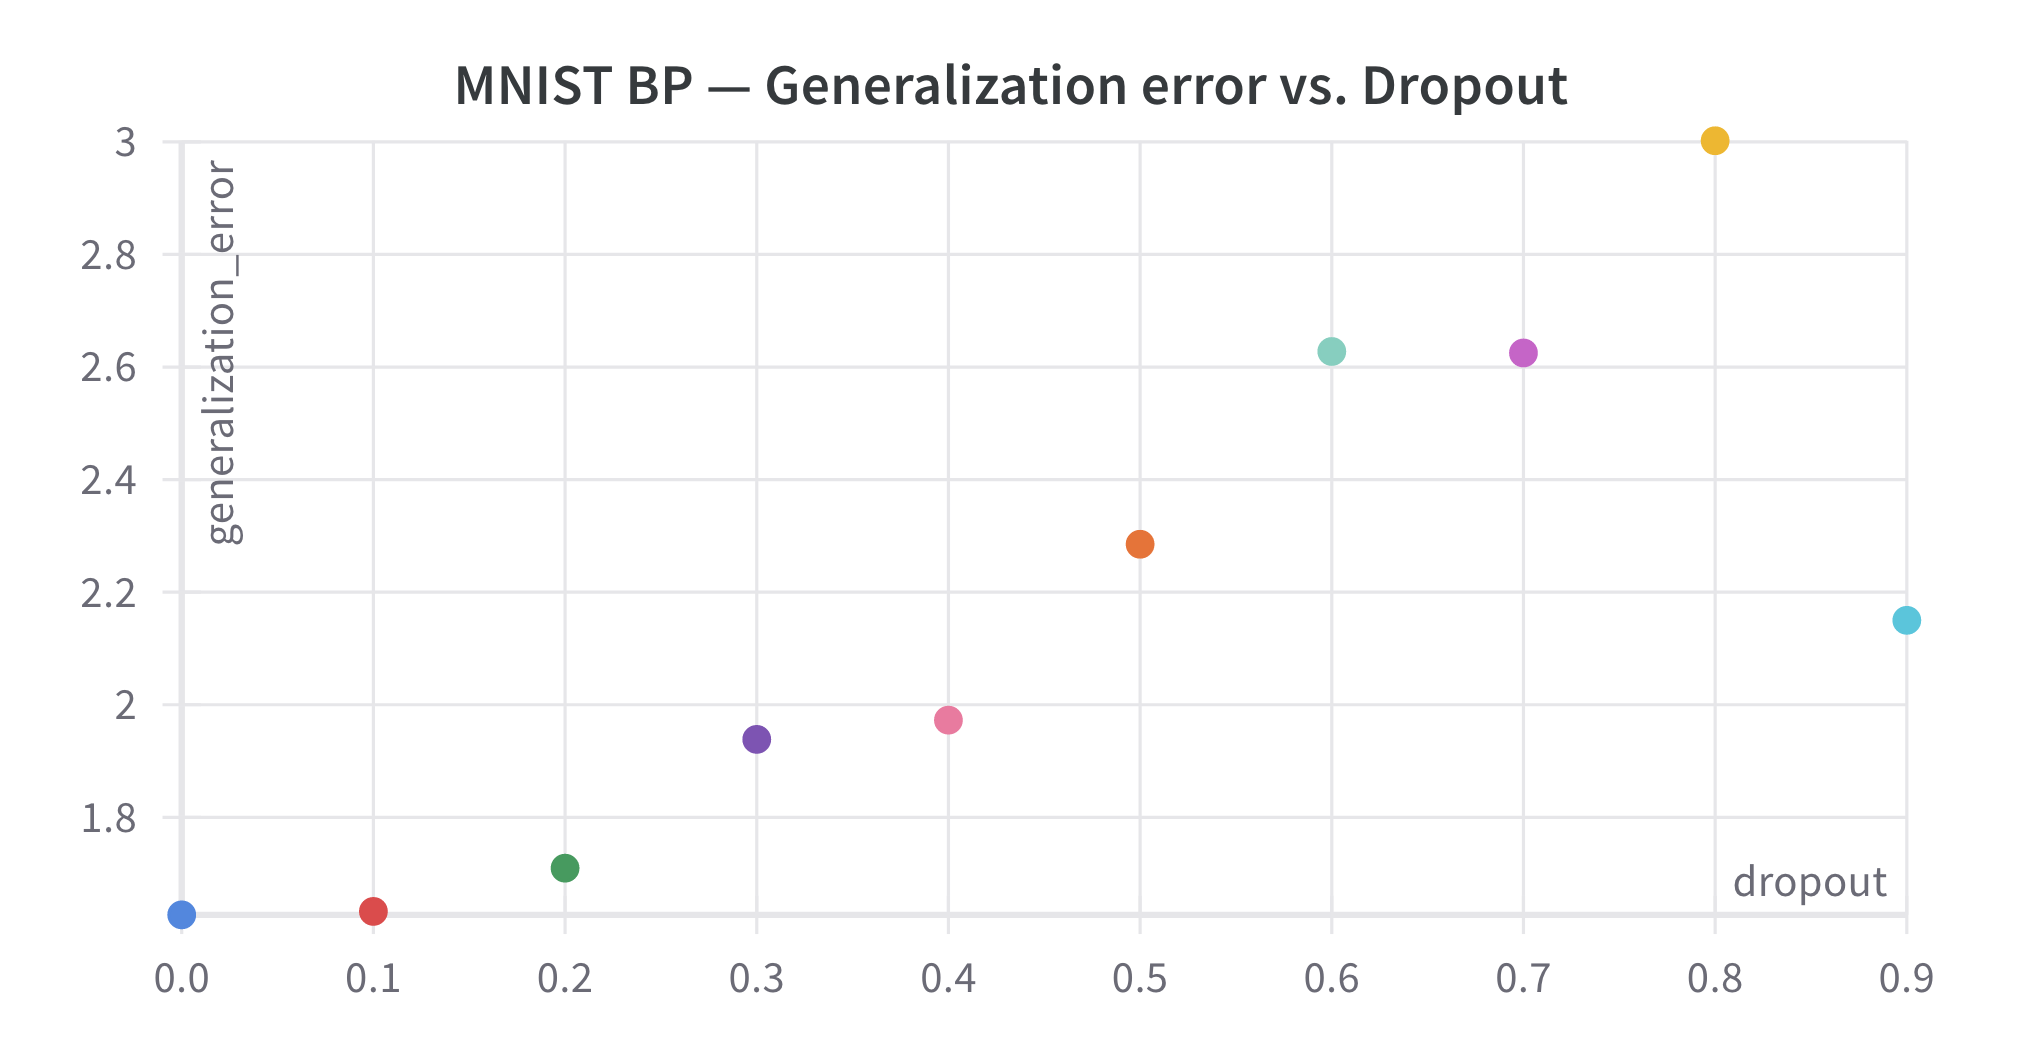 MNIST BP — Generalization error vs. Dropout
generalization_error
3
2.8
2.6
2.4
2.2
2
1.8
dropout
0.0 0.1 0.2 0.3 0.4 0.5 0.6 0.7 0.8 0.9